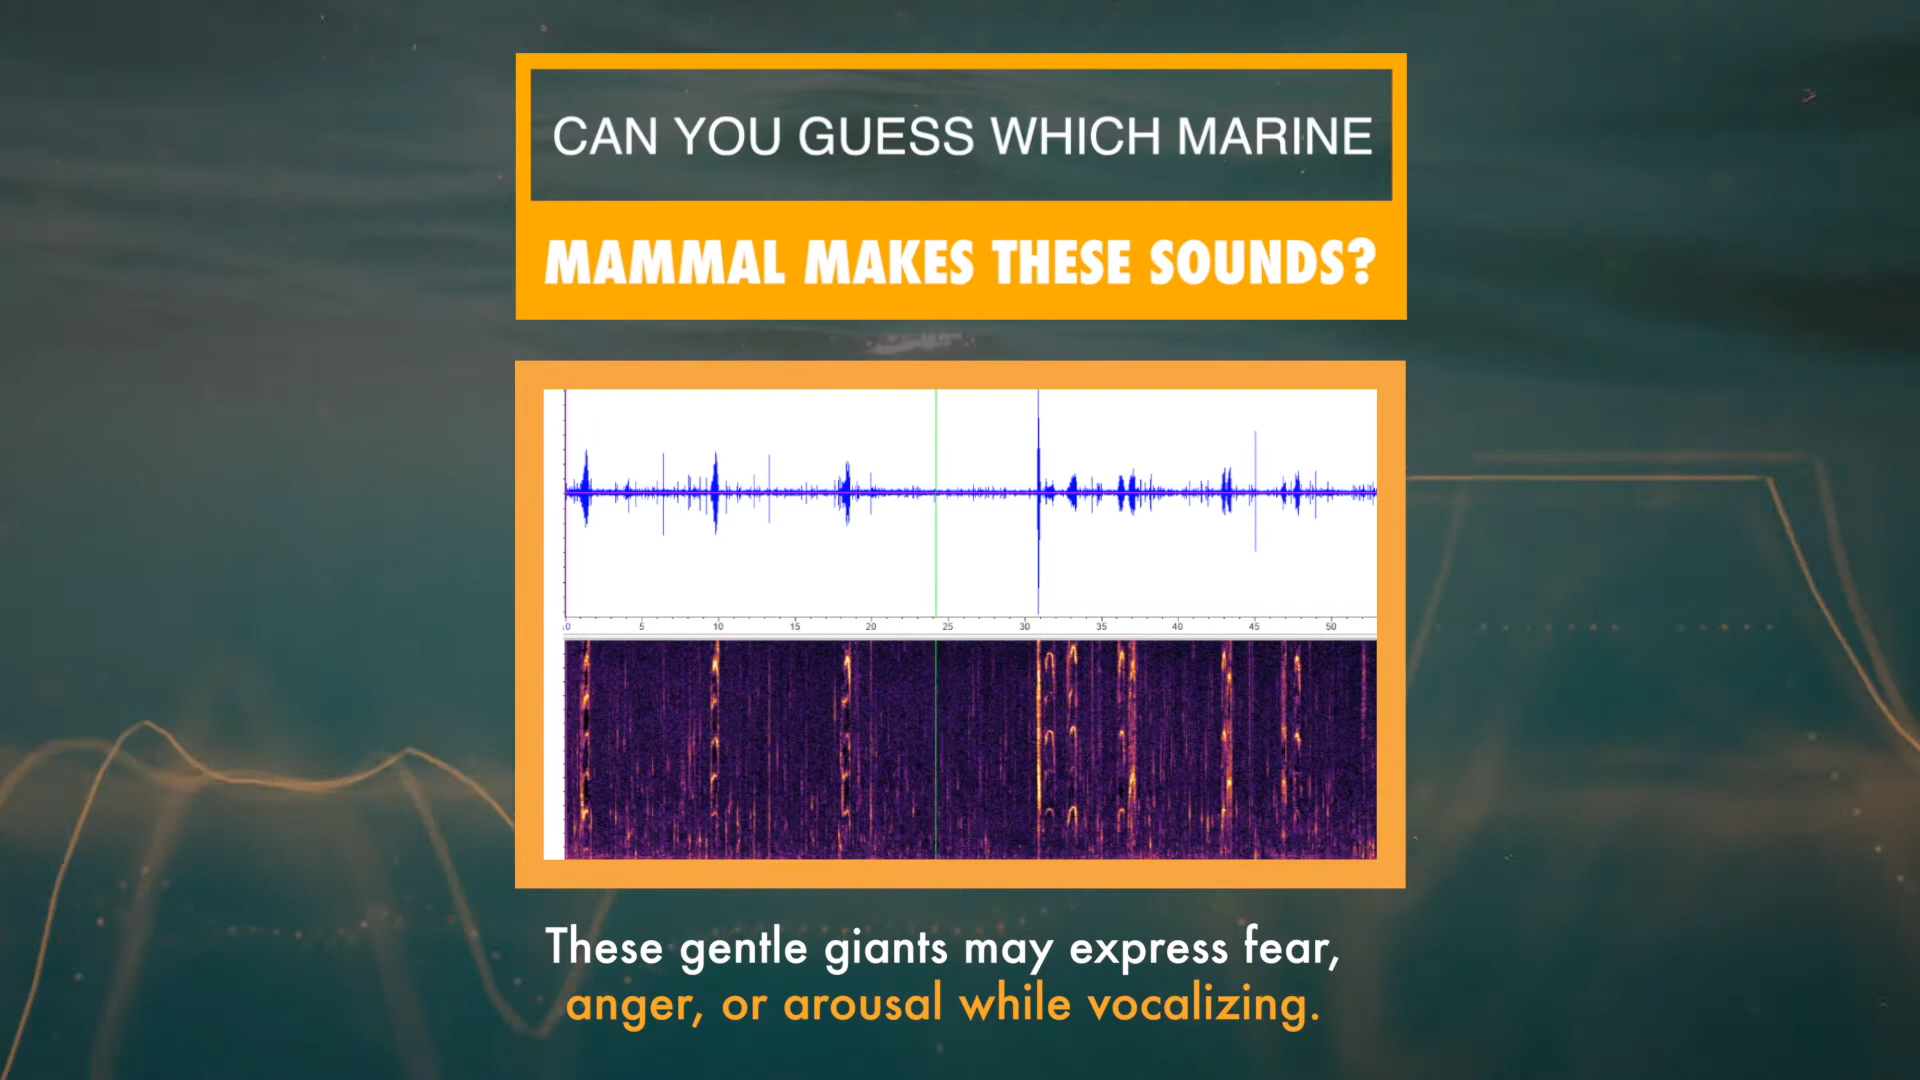 CAN YOU GUESS WHICH MARINE
MAMMAL MAKES THESE SOUNDS?
0 5 10 15 20 25 30 35 40 45 50
These gentle giants may express fear,
anger, or arousal while vocalizing.